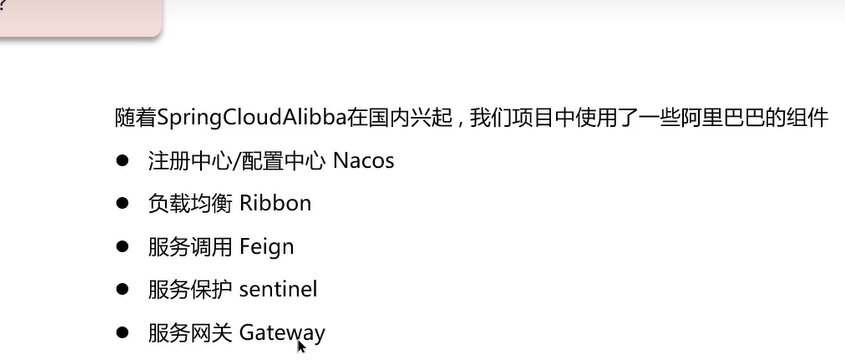 ?
随着SpringCloudAlibba在国内兴起，我们项目中使用了一些阿里巴巴的组件
● 注册中心/配置中心 Nacos
● 负载均衡 Ribbon
● 服务调用 Feign
● 服务保护 sentinel
● 服务网关 Gateway